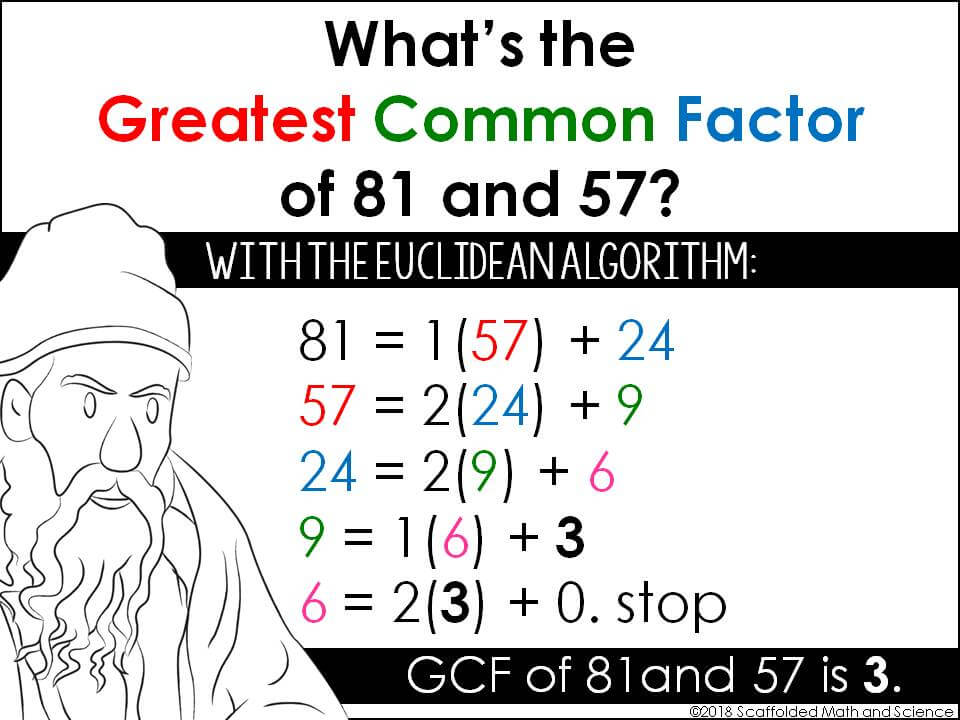 What's the
Greatest Common Factor
of 81 and 57?
WITH THE EUCLIDEAN ALGORITHM:
81 = 1(57) + 24
57 = 2(24) + 9
24 = 2(9) + 6
9 = 1(6) + 3
6 = 2(3) + 0. stop
GCF of 81and 57 is 3.
©2018 Scaffolded Math and Science